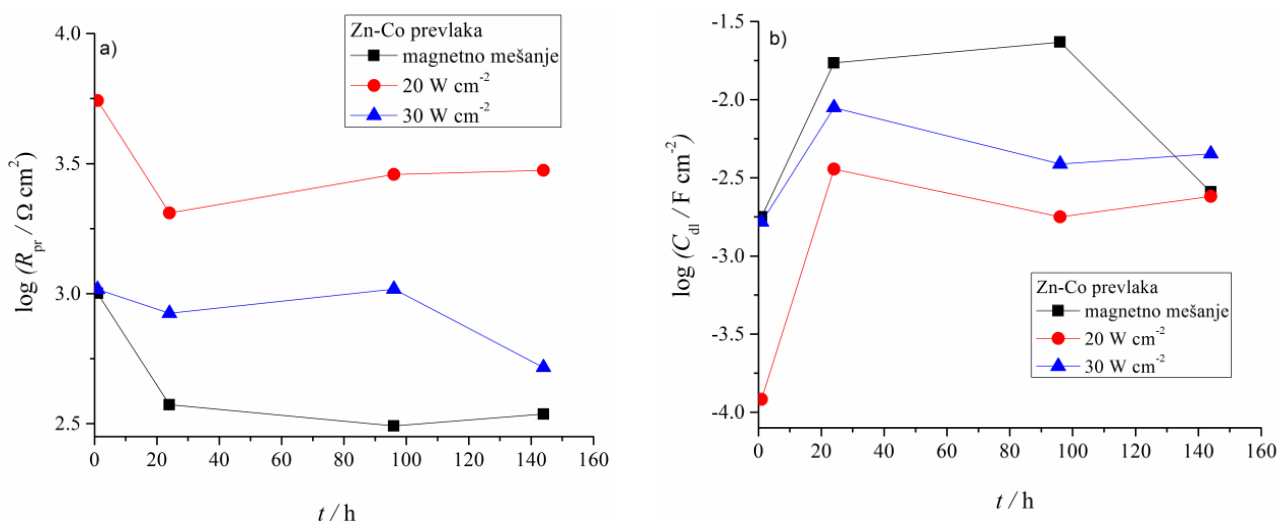 a)
Zn-Co prevlaka
magnetno mešanje
20 W cm⁻²
30 W cm⁻²
4.0
3.5
3.0
2.5
log (R_pr / Ω cm²)
0 20 40 60 80 100 120 140 160
t / h
b)
-1.5
-2.0
-2.5
-3.0
-3.5
-4.0
log (C_dl / F cm⁻²)
Zn-Co prevlaka
magnetno mešanje
20 W cm⁻²
30 W cm⁻²
0 20 40 60 80 100 120 140 160
t / h